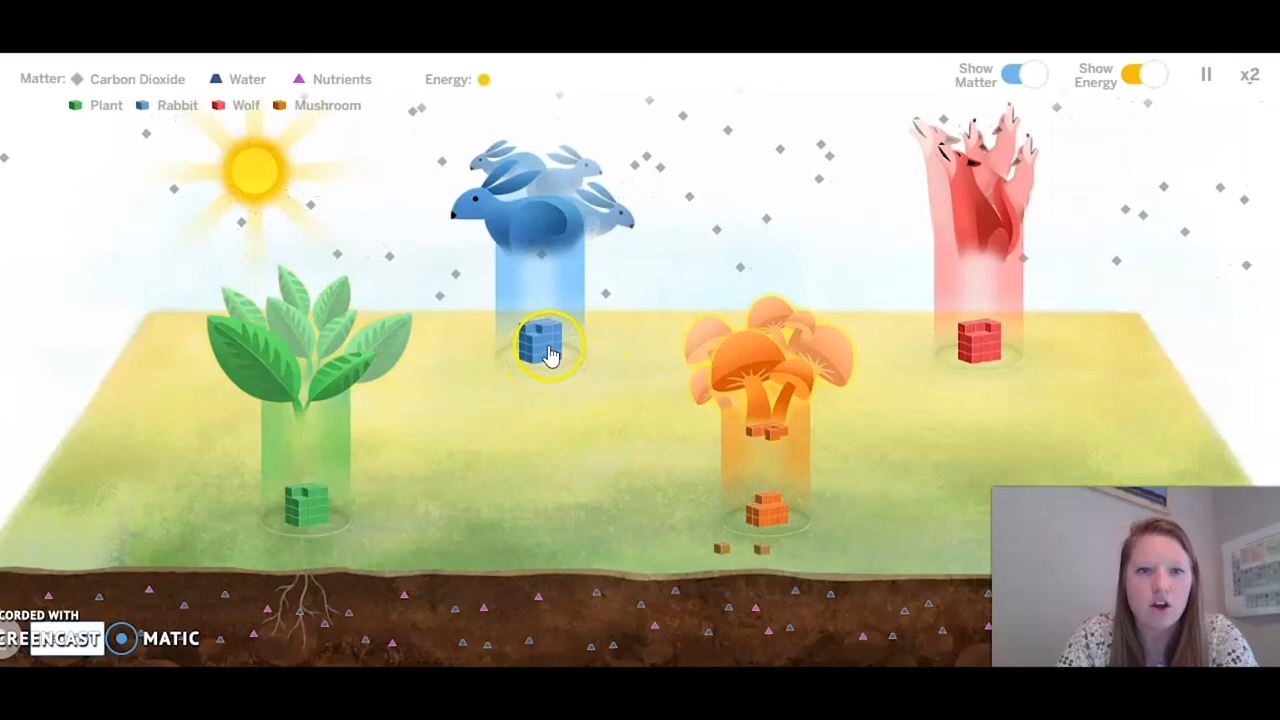 Matter: Carbon Dioxide Water Nutrients Energy:
Show Matter Show Energy x2
Plant Rabbit Wolf Mushroom
CORDED WITH
CREENCAST MATIC